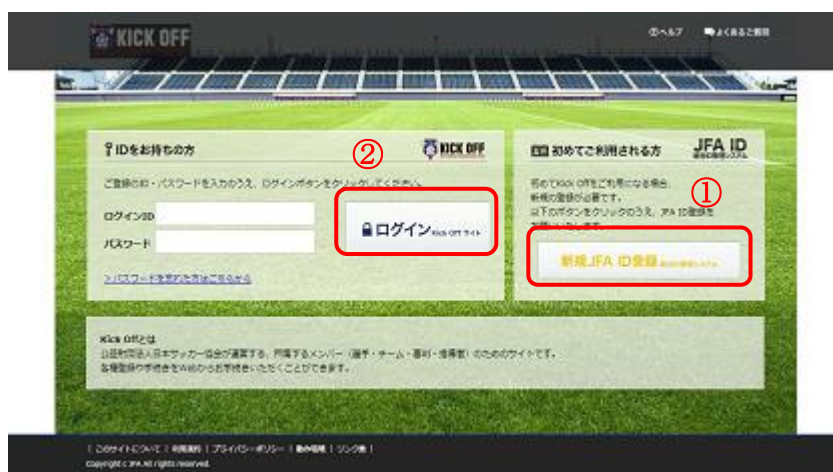 KICK OFF
ヘルプ よくあるご質問
IDをお持ちの方
②
KICK OFF
ご登録のID・パスワードを入力のうえ、ログインボタンをクリックしてください。
ログインID
パスワード
ログイン Kick Off サイト
>パスワードを忘れた方はこちらから
初めてご利用される方
JFA ID
①
初めてKick Offをご利用になる場合、
新規の登録が必要です。
以下のボタンをクリックのうえ、JFA ID登録を
お願いいたします。
新規JFA ID登録
Kick Offとは
公益財団法人日本サッカー協会が運営する、所属するメンバー(選手・チーム・審判・指導者)のためのサイトです。
各種登録や手続きをWebからお手続きいただくことができます。
| このサイトについて | 利用規約 | プライバシーポリシー | 動作環境 | リンク集 |
Copyright c JFA All rights reserved.